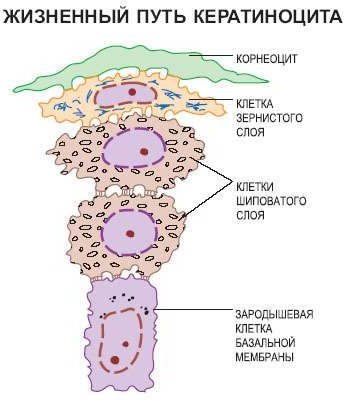 ЖИЗНЕННЫЙ ПУТЬ КЕРАТИНОЦИТА
КОРНЕОЦИТ
КЛЕТКА
ЗЕРНИСТОГО
СЛОЯ
КЛЕТКИ
ШИПОВАТОГО
СЛОЯ
ЗАРОДЫШЕВАЯ
КЛЕТКА
БАЗАЛЬНОЙ
МЕМБРАНЫ